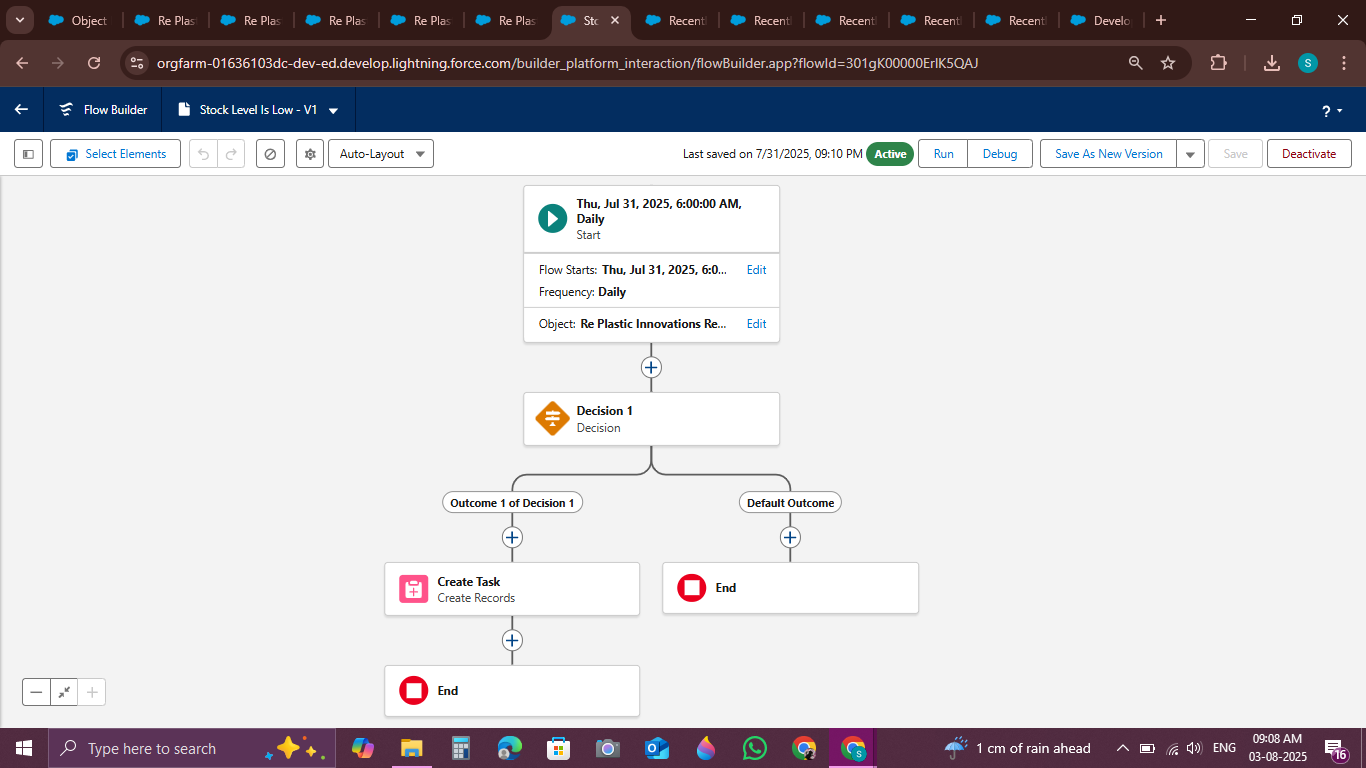 Object
Re Plas
Re Plas
Re Plas
Re Plas
Re Plas
Sto
Recent
Recent
Recent
Recent
Recent
Develo
orgfarm-01636103dc-dev-ed.develop.lightning.force.com/builder_platform_interaction/flowBuilder.app?flowId=301gK00000ErlK5QAJ
S
Flow Builder
Stock Level Is Low - V1
?
Select Elements
Auto-Layout
Last saved on 7/31/2025, 09:10 PM
Active
Run
Debug
Save As New Version
Save
Deactivate
Thu, Jul 31, 2025, 6:00:00 AM,
Daily
Start
Flow Starts: Thu, Jul 31, 2025, 6:0... Edit
Frequency: Daily
Object: Re Plastic Innovations Re... Edit
Decision 1
Decision
Outcome 1 of Decision 1
Default Outcome
Create Task
Create Records
End
End
Type here to search
1 cm of rain ahead
ENG
09:08 AM
03-08-2025
16